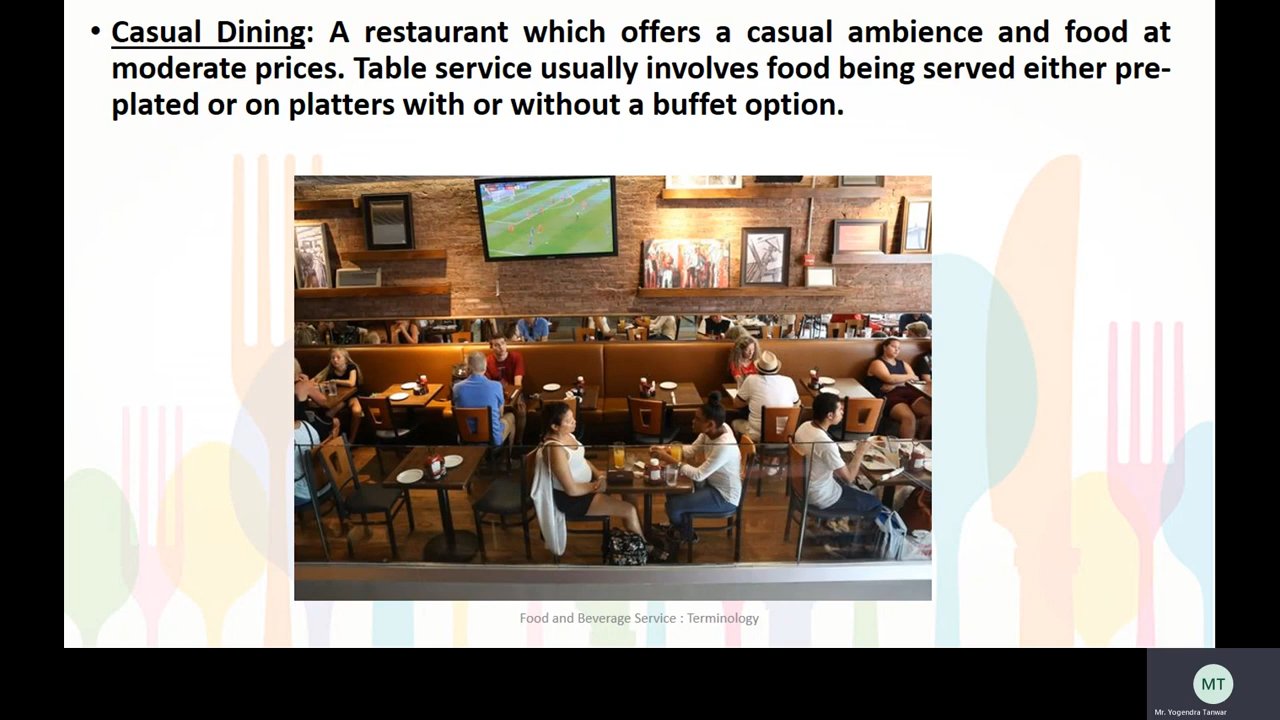 • Casual Dining: A restaurant which offers a casual ambience and food at
moderate prices. Table service usually involves food being served either pre-
plated or on platters with or without a buffet option.
Food and Beverage Service : Terminology
MT
Mr. Yogendra Tanwar